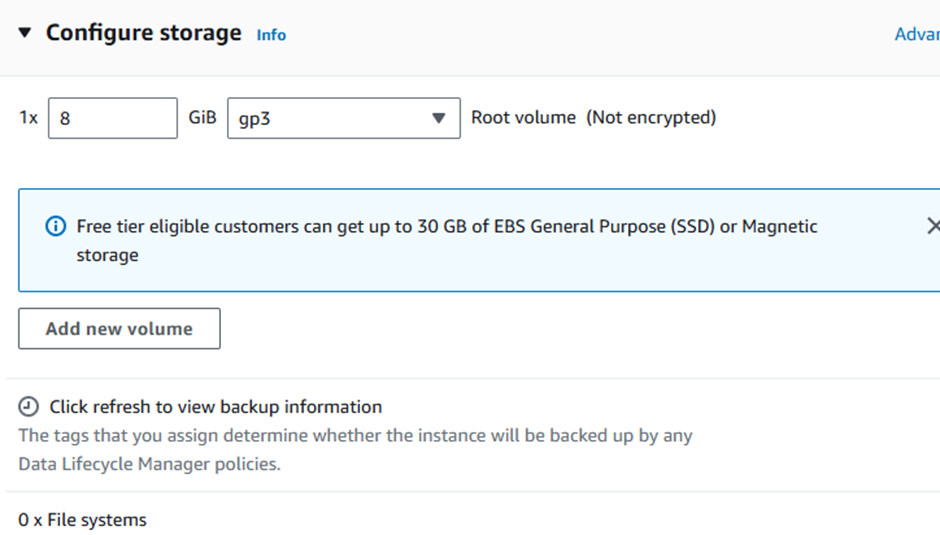 Configure storage Info Advar
1x 8 GiB gp3 Root volume (Not encrypted)
Free tier eligible customers can get up to 30 GB of EBS General Purpose (SSD) or Magnetic
storage
Add new volume
Click refresh to view backup information
The tags that you assign determine whether the instance will be backed up by any
Data Lifecycle Manager policies.
0 x File systems